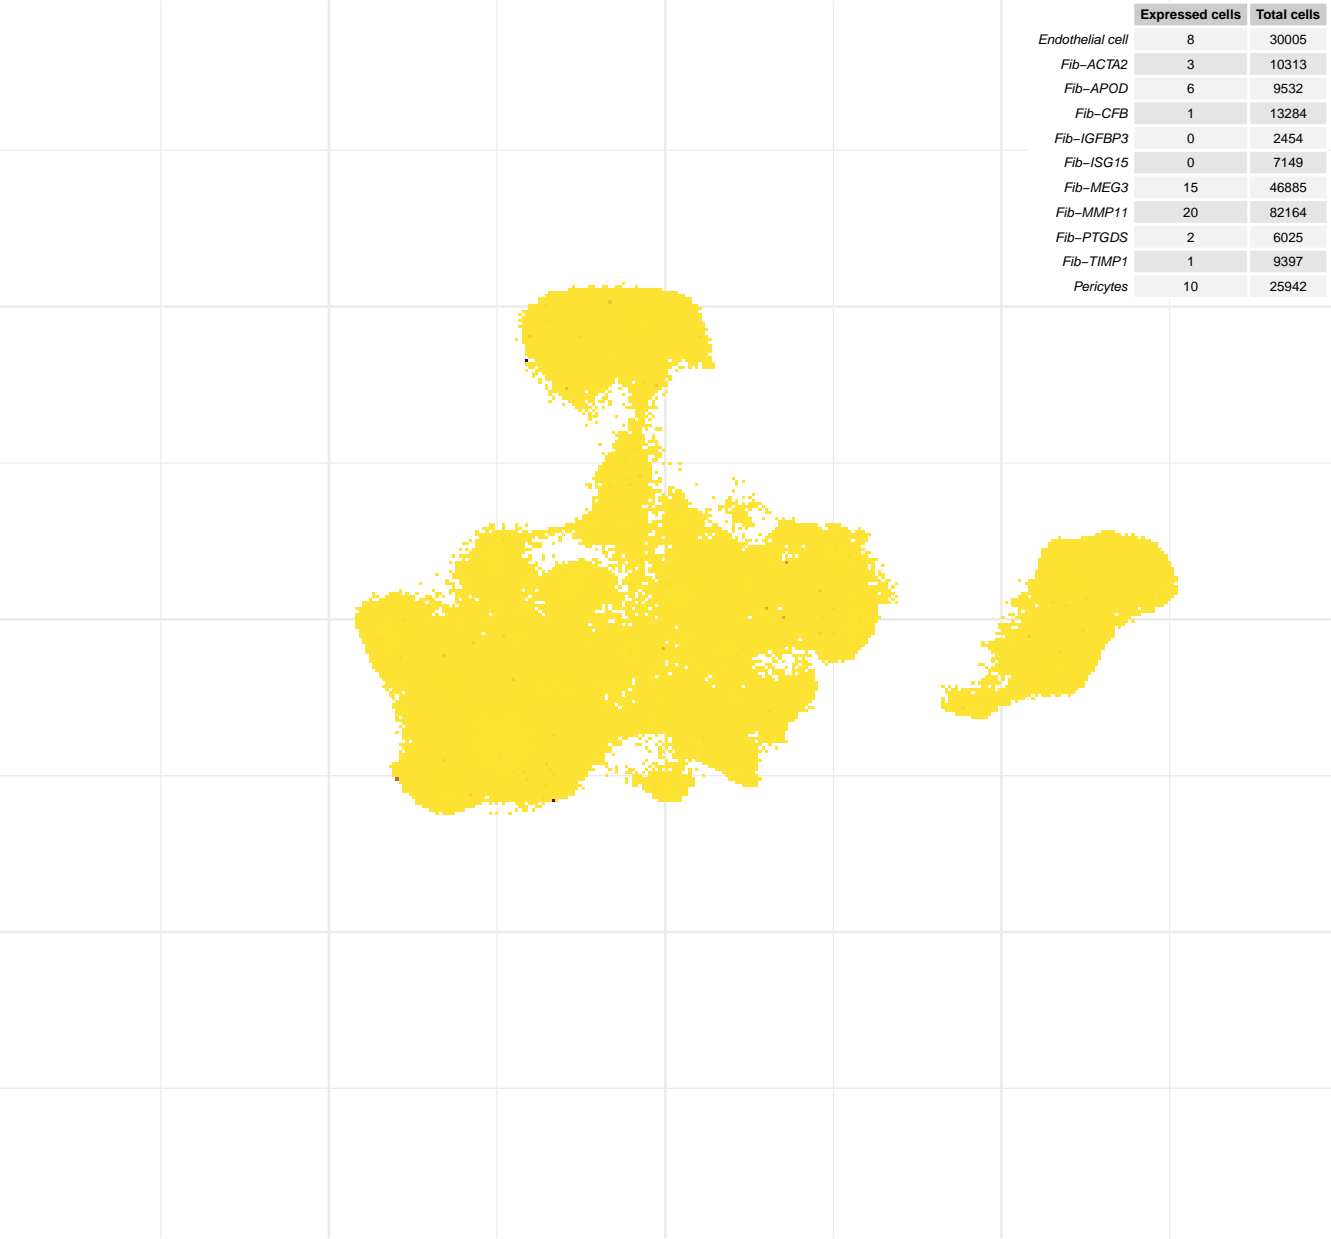 Expressed cells Total cells
Endothelial cell 8 30005
Fib−ACTA2 3 10313
Fib−APOD 6 9532
Fib−CFB 1 13284
Fib−IGFBP3 0 2454
Fib−ISG15 0 7149
Fib−MEG3 15 46885
Fib−MMP11 20 82164
Fib−PTGDS 2 6025
Fib−TIMP1 1 9397
Pericytes 10 25942